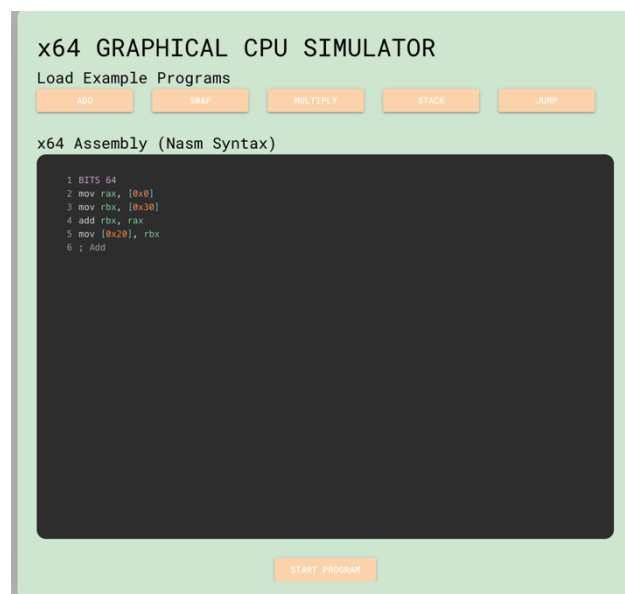 x64 GRAPHICAL CPU SIMULATOR
Load Example Programs
ADD SWAP MULTIPLY STACK JUMP
x64 Assembly (Nasm Syntax)
1 BITS 64
2 mov rax, [0x0]
3 mov rbx, [0x30]
4 add rbx, rax
5 mov [0x20], rbx
6 ; Add
START PROGRAM